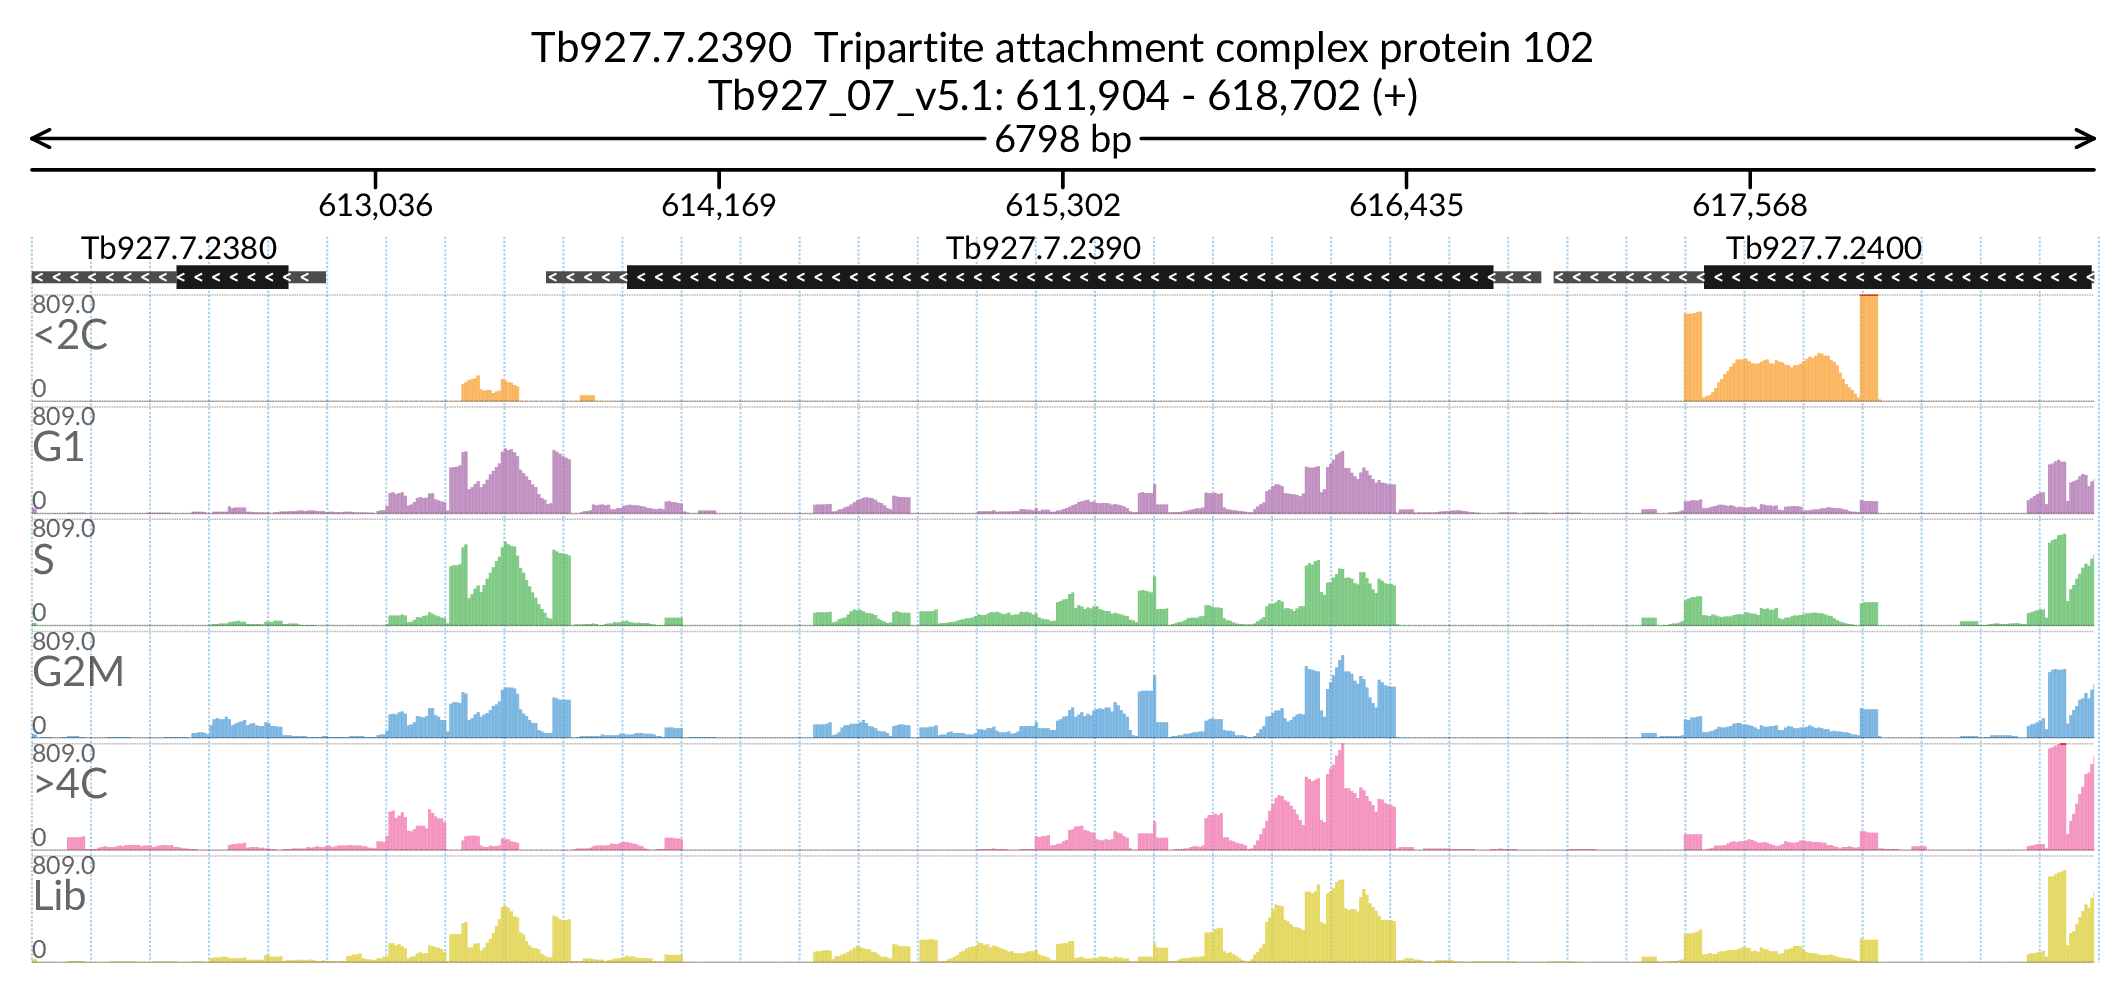 Tb927.7.2390 Tripartite attachment complex protein 102
Tb927_07_v5.1: 611,904 - 618,702 (+)
6798 bp
613,036 614,169 615,302 616,435 617,568
Tb927.7.2380 Tb927.7.2390 Tb927.7.2400
809.0
<2C
0
809.0
G1
0
809.0
S
0
809.0
G2M
0
809.0
>4C
0
809.0
Lib
0